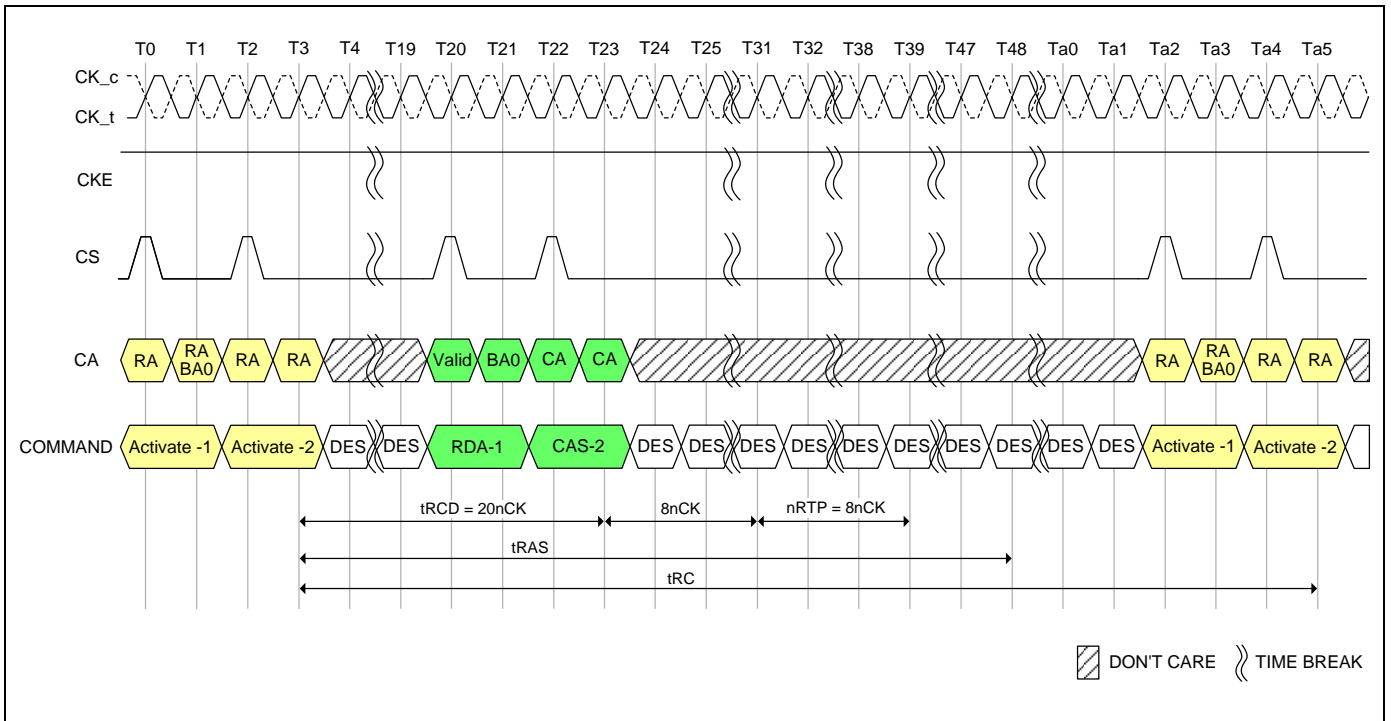 T0 T1 T2 T3 T4 T19 T20 T21 T22 T23 T24 T25 T31 T32 T38 T39 T47 T48 Ta0 Ta1 Ta2 Ta3 Ta4 Ta5
CK_c
CK_t
CKE
CS
CA RA RA BA0 RA RA Valid BA0 CA CA RA RA BA0 RA RA
COMMAND Activate -1 Activate -2 DES DES RDA-1 CAS-2 DES DES DES DES DES DES DES DES DES DES Activate -1 Activate -2
tRCD = 20nCK 8nCK nRTP = 8nCK
tRAS
tRC
DON'T CARE TIME BREAK